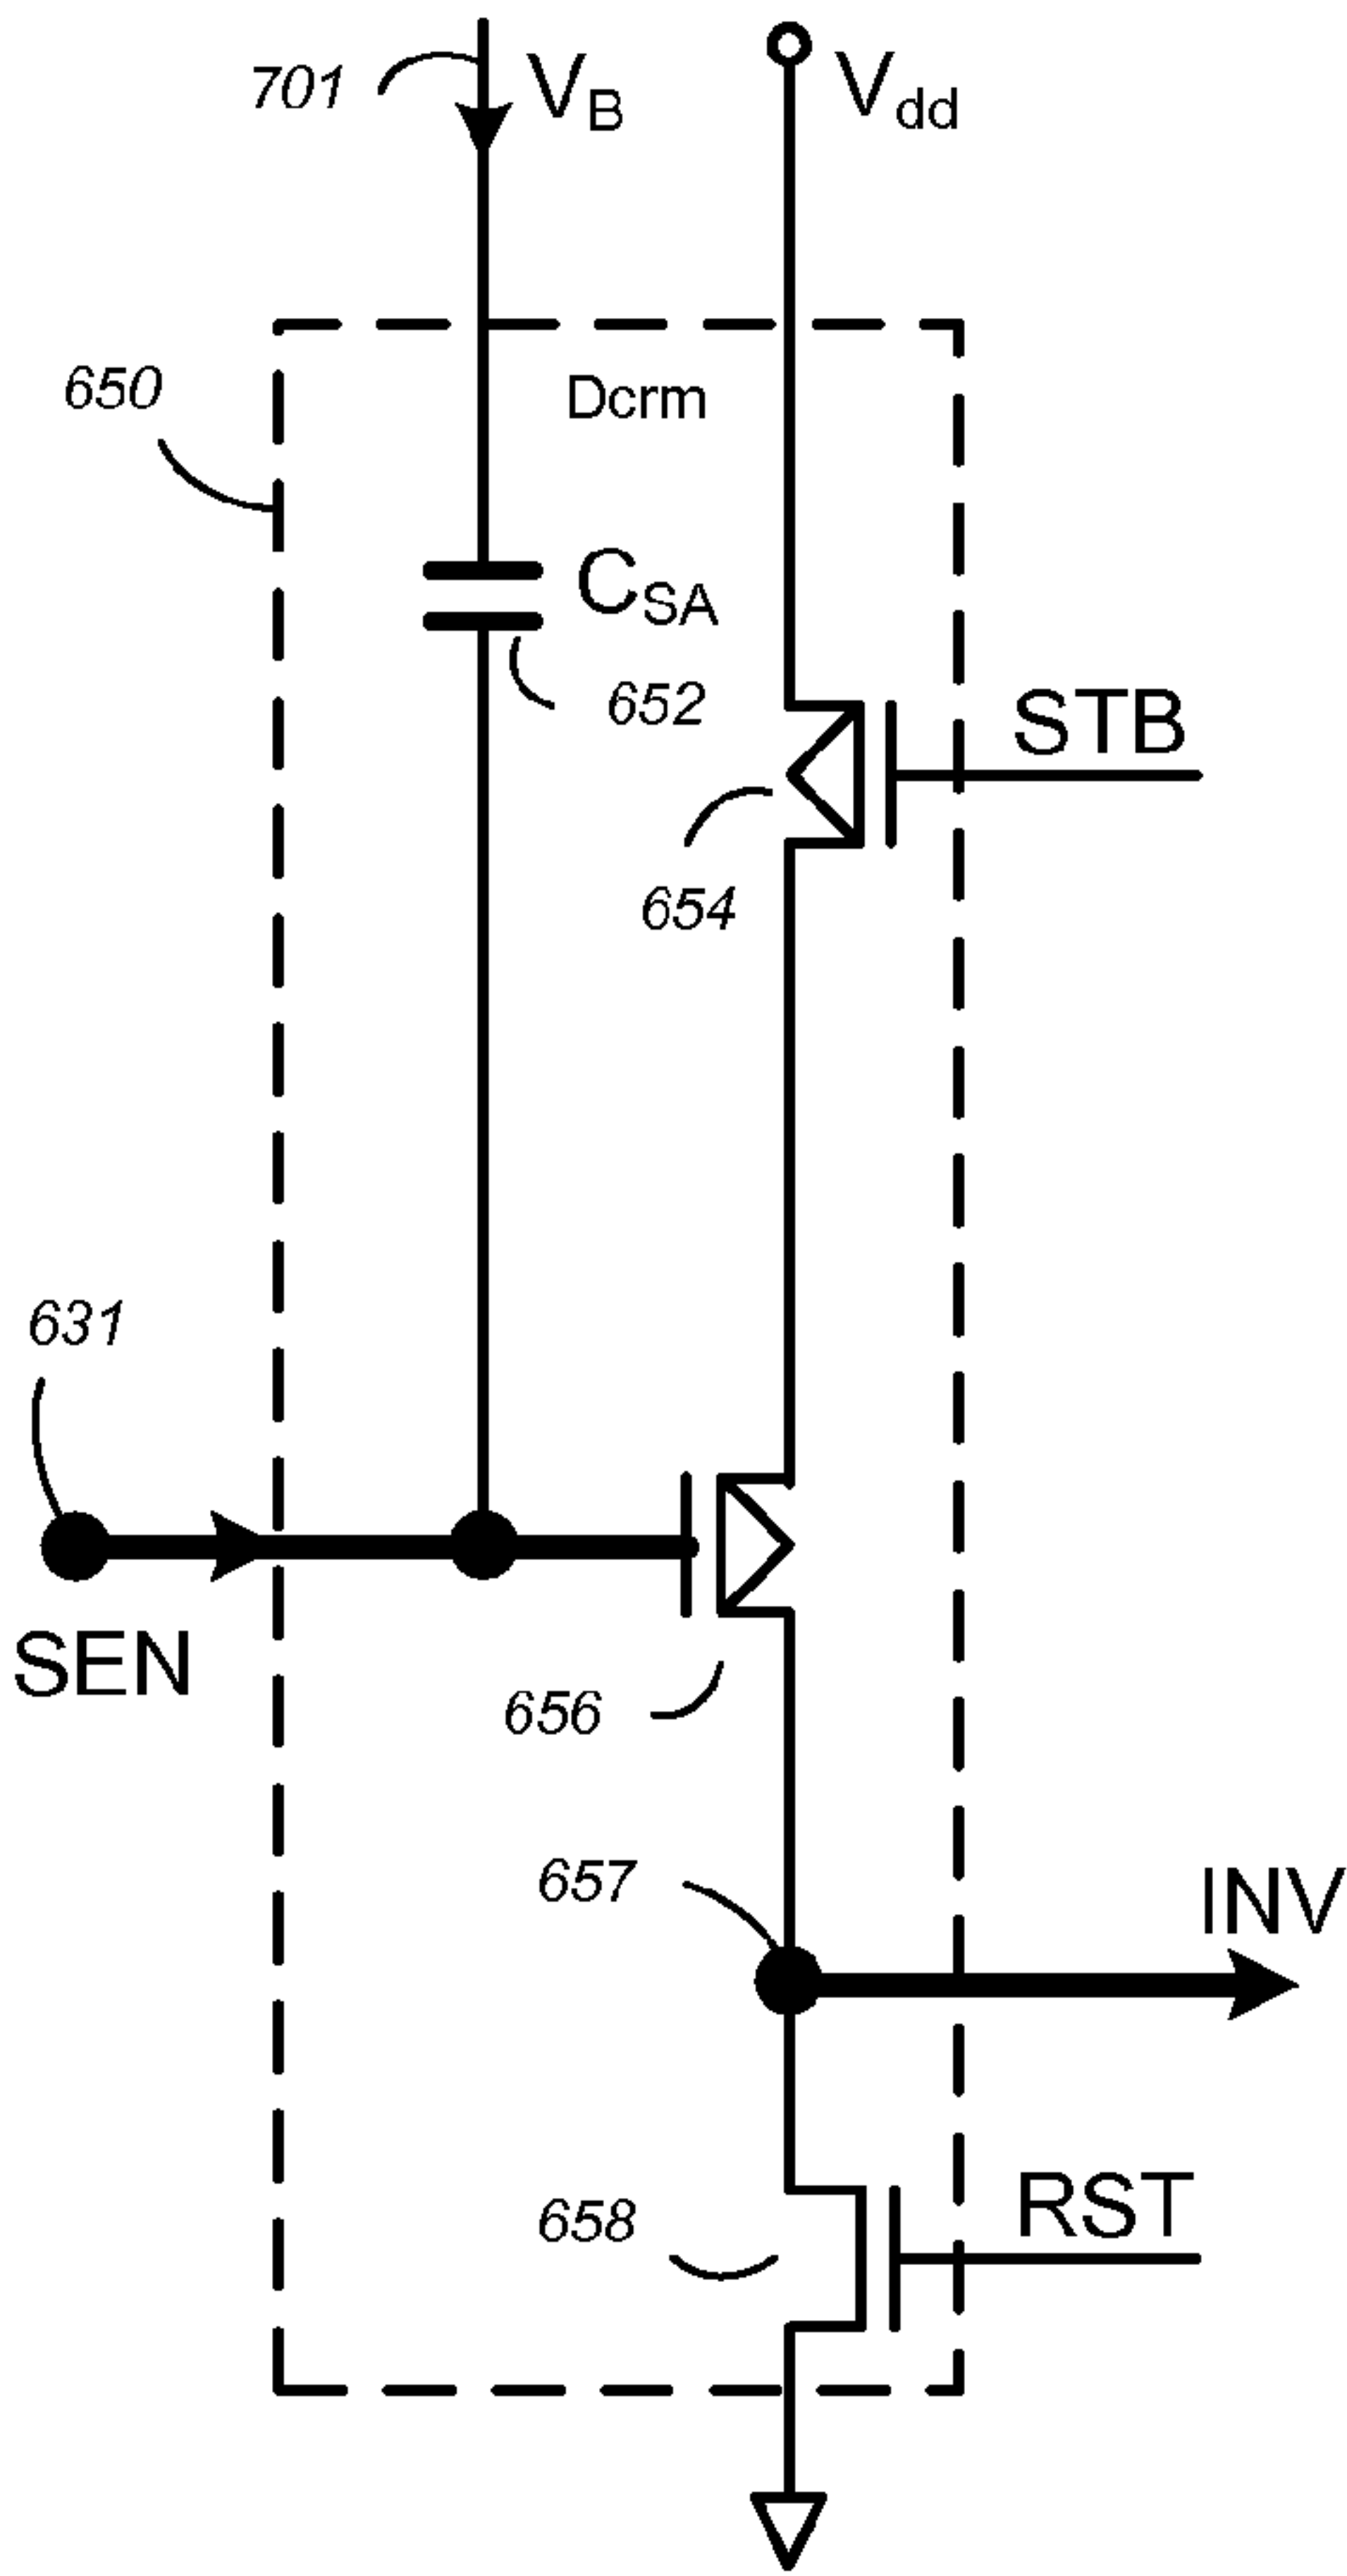 701
V_B
V_dd
650
Dcrm
C_SA
652
STB
654
631
SEN
656
657
INV
658
RST